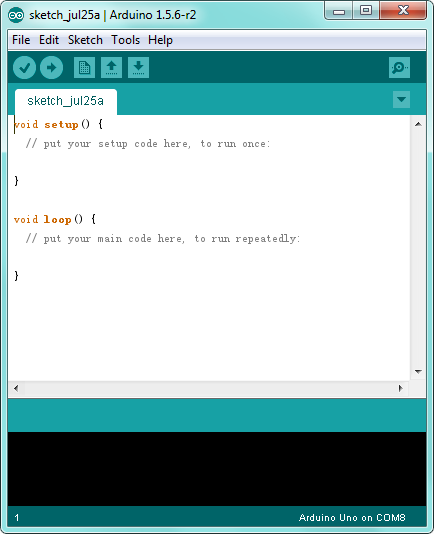 sketch_jul25a | Arduino 1.5.6-r2
File Edit Sketch Tools Help
sketch_jul25a
void setup() {
  // put your setup code here, to run once:
}
void loop() {
  // put your main code here, to run repeatedly:
}
1 Arduino Uno on COM8